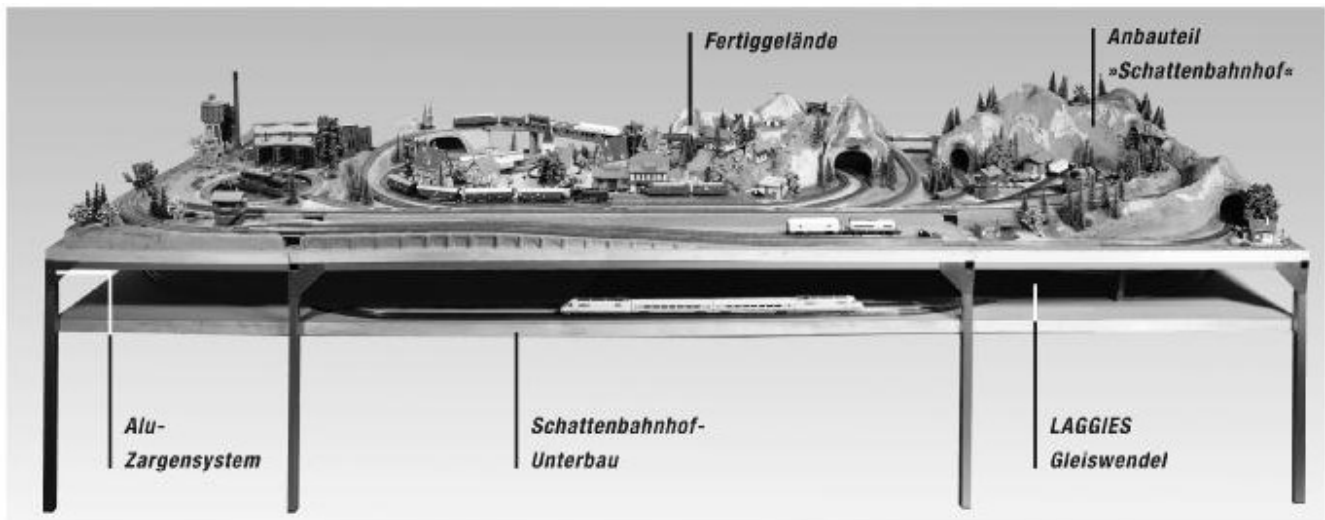 Fertiggelände
Anbauteil
»Schattenbahnhof«
Alu-
Zargensystem
Schattenbahnhof-
Unterbau
LAGGIES
Gleiswendel